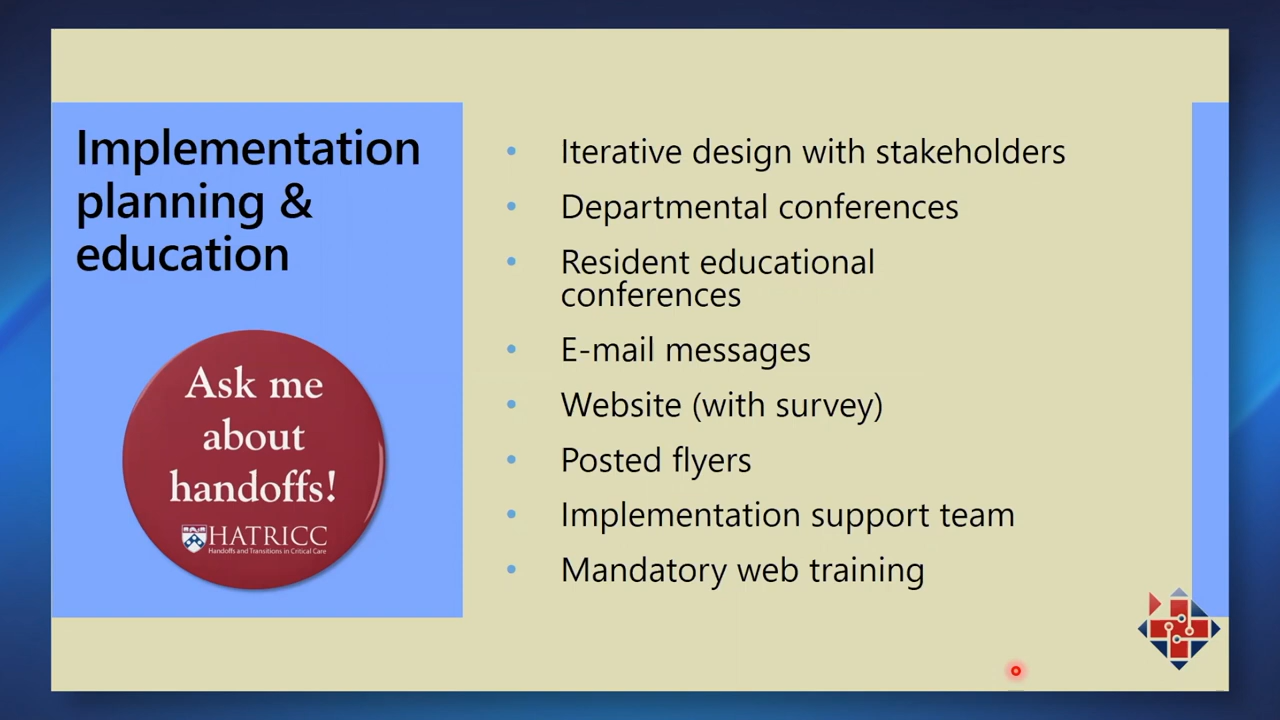 Implementation
planning &
education
Ask me
about
handoffs!
HATRICC
Handoffs and Transitions in Critical Care
• Iterative design with stakeholders
• Departmental conferences
• Resident educational
conferences
• E-mail messages
• Website (with survey)
• Posted flyers
• Implementation support team
• Mandatory web training